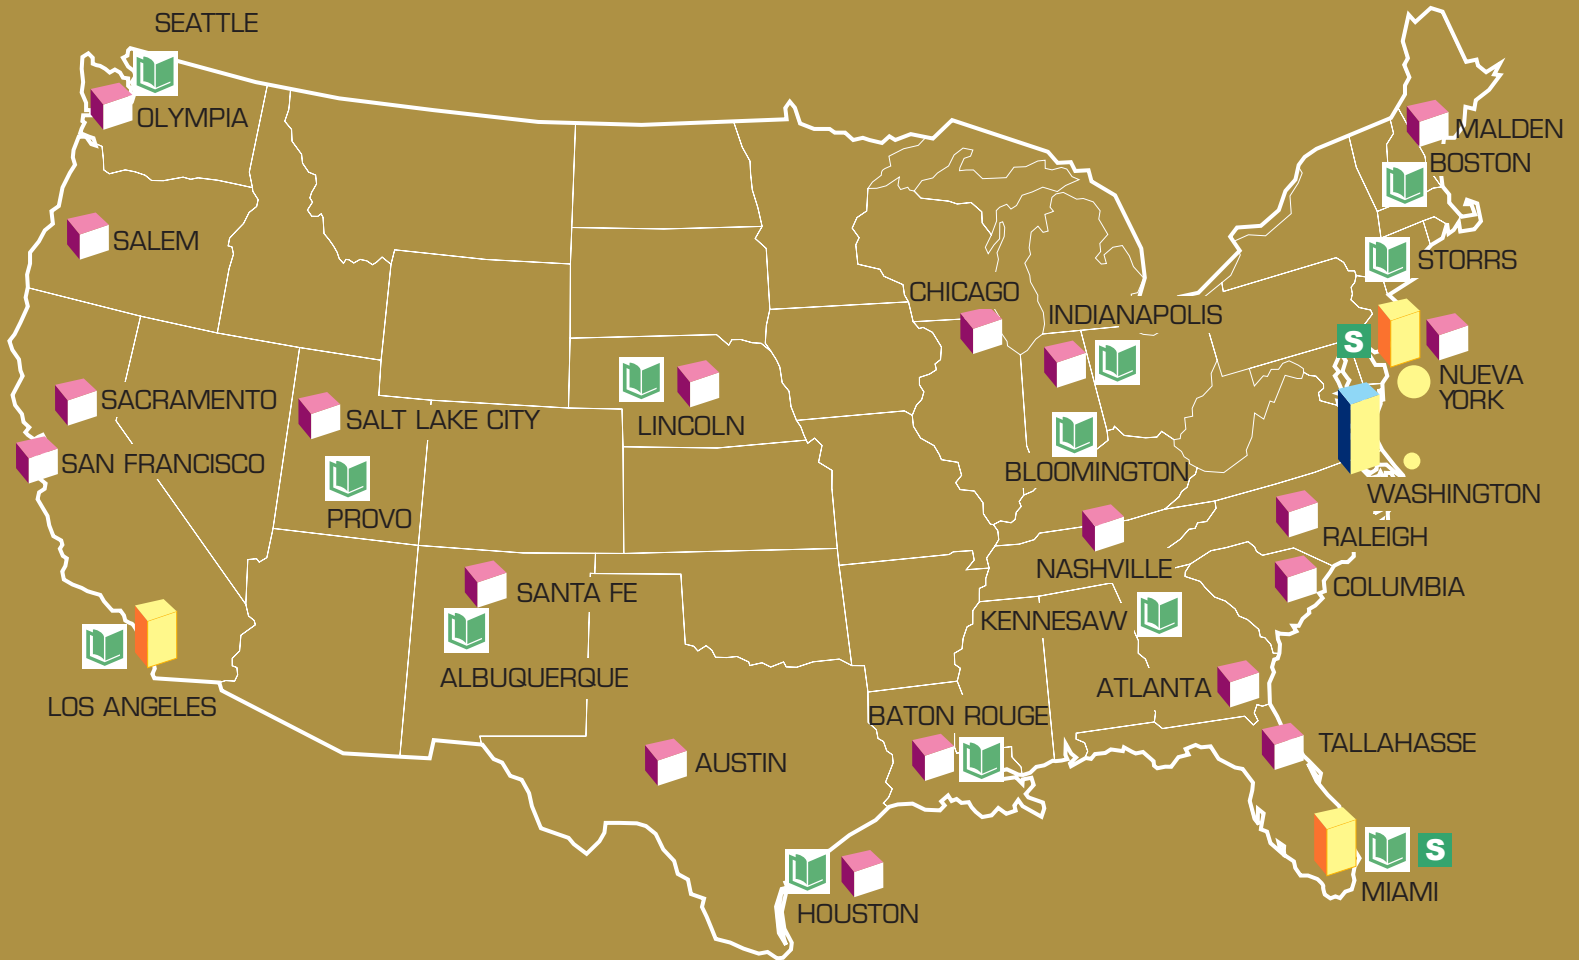 SEATTLE
OLYMPIA
MALDEN
BOSTON
SALEM
STORRS
CHICAGO
INDIANAPOLIS
S
NUEVA
YORK
SACRAMENTO
SALT LAKE CITY
LINCOLN
SAN FRANCISCO
BLOOMINGTON
WASHINGTON
PROVO
RALEIGH
NASHVILLE
COLUMBIA
SANTA FE
KENNESAW
ALBUQUERQUE
ATLANTA
LOS ANGELES
BATON ROUGE
TALLAHASSE
AUSTIN
S
MIAMI
HOUSTON